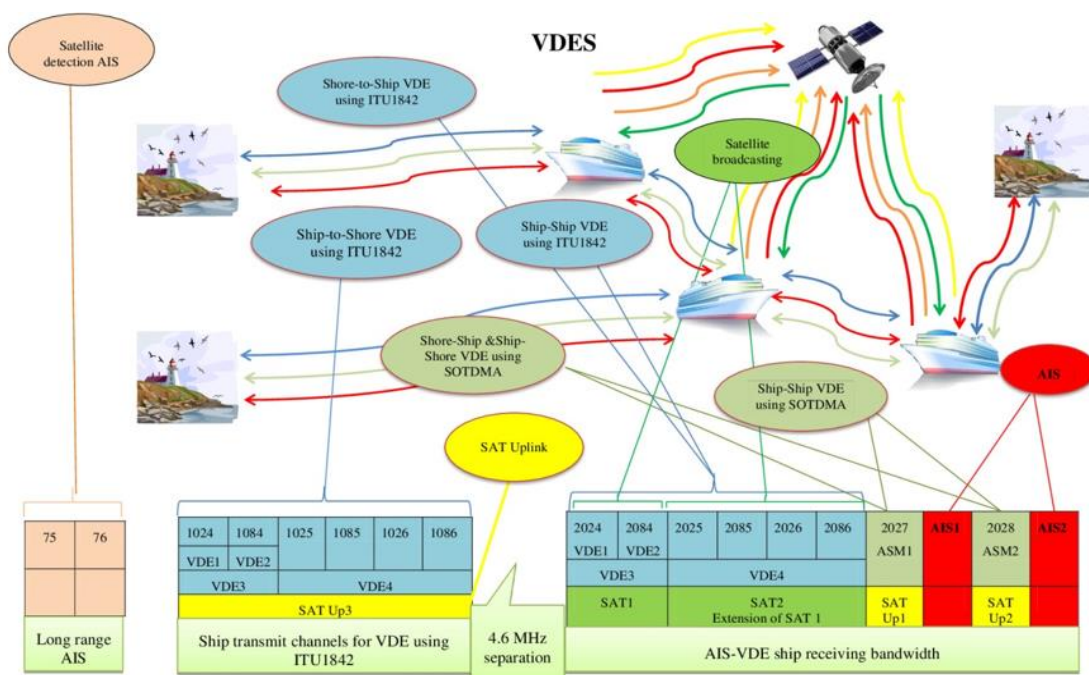 VDES
Satellite
detection AIS
Shore-to-Ship VDE
using ITU1842
Satellite
broadcasting
Ship-to-Shore VDE
using ITU1842
Ship-Ship VDE
using ITU1842
Shore-Ship &Ship-
Shore VDE using
SOTDMA
Ship-Ship VDE
using SOTDMA
AIS
SAT Uplink
75 76
Long range
AIS
1024 1084 1025 1085 1026 1086
VDE1 VDE2
VDE3 VDE4
SAT Up3
Ship transmit channels for VDE using
ITU1842
4.6 MHz
separation
2024 2084 2025 2085 2026 2086 2027 AIS1 2028 AIS2
VDE1 VDE2 ASM1 ASM2
VDE3 VDE4
SAT1 SAT2 SAT SAT
Extension of SAT 1 Up1 Up2
AIS-VDE ship receiving bandwidth